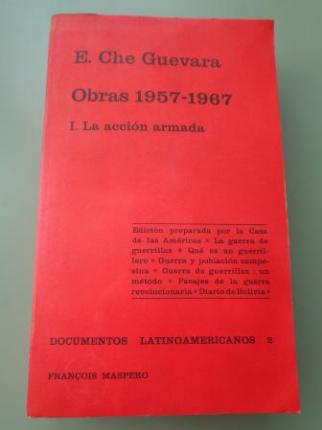 E. Che Guevara
Obras 1957-1967
I. La acción armada
Edición preparada por la Casa
de las Américas * La guerra de
guerrillas * Qué es un guerri-
llero * Guerra y población campe-
sina * Guerra de guerrillas : un
método * Pasajes de la guerra
revolucionaria * Diario de Bolivia *
DOCUMENTOS LATINOAMERICANOS 2
FRANÇOIS MASPERO